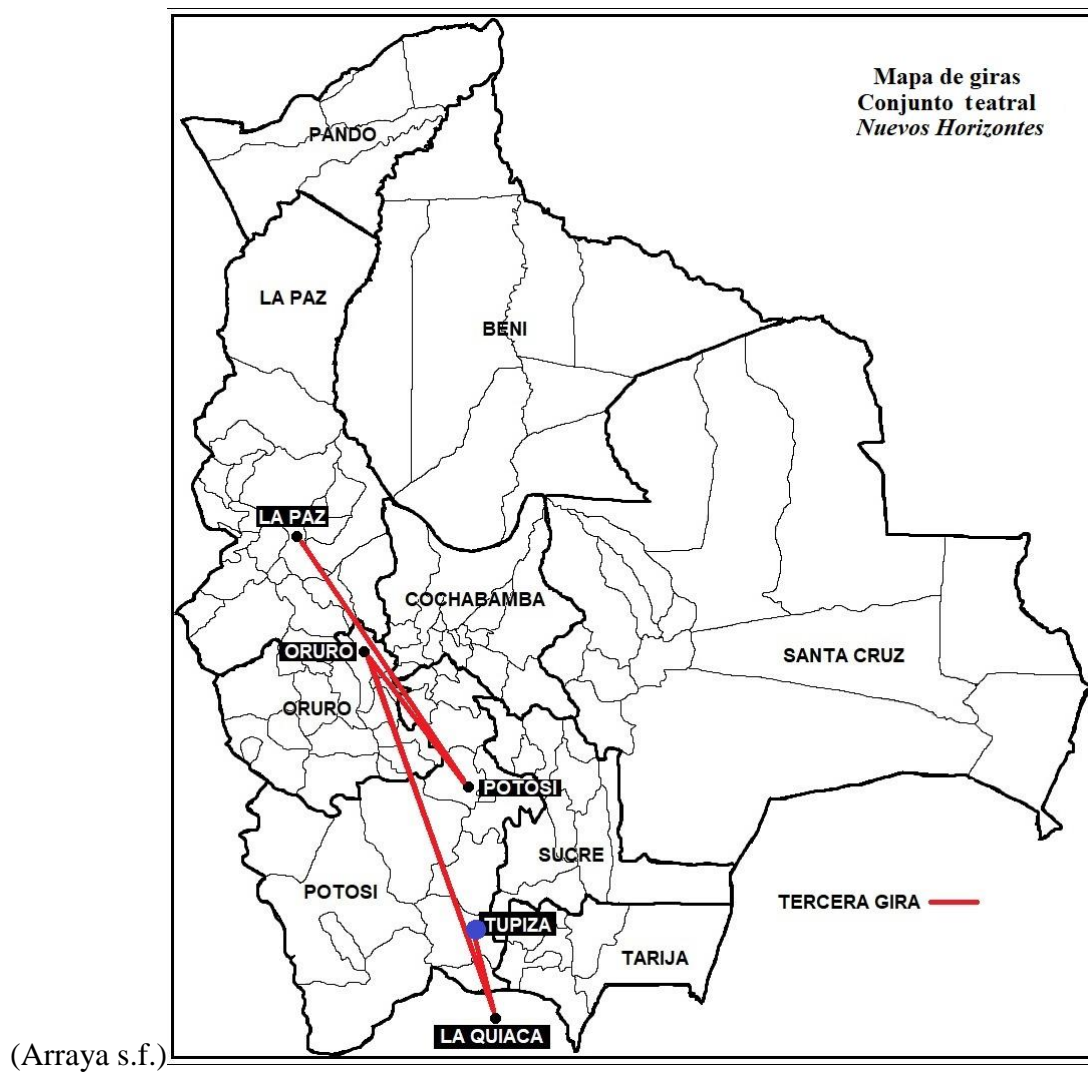 Mapa de giras
Conjunto teatral
Nuevos Horizontes
PANDO
LA PAZ
BENI
LA PAZ
COCHABAMBA
ORURO
SANTA CRUZ
ORURO
POTOSI
SUCRE
POTOSI
TERCERA GIRA
TUPIZA
TARIJA
LA QUIACA
(Arraya s.f.)